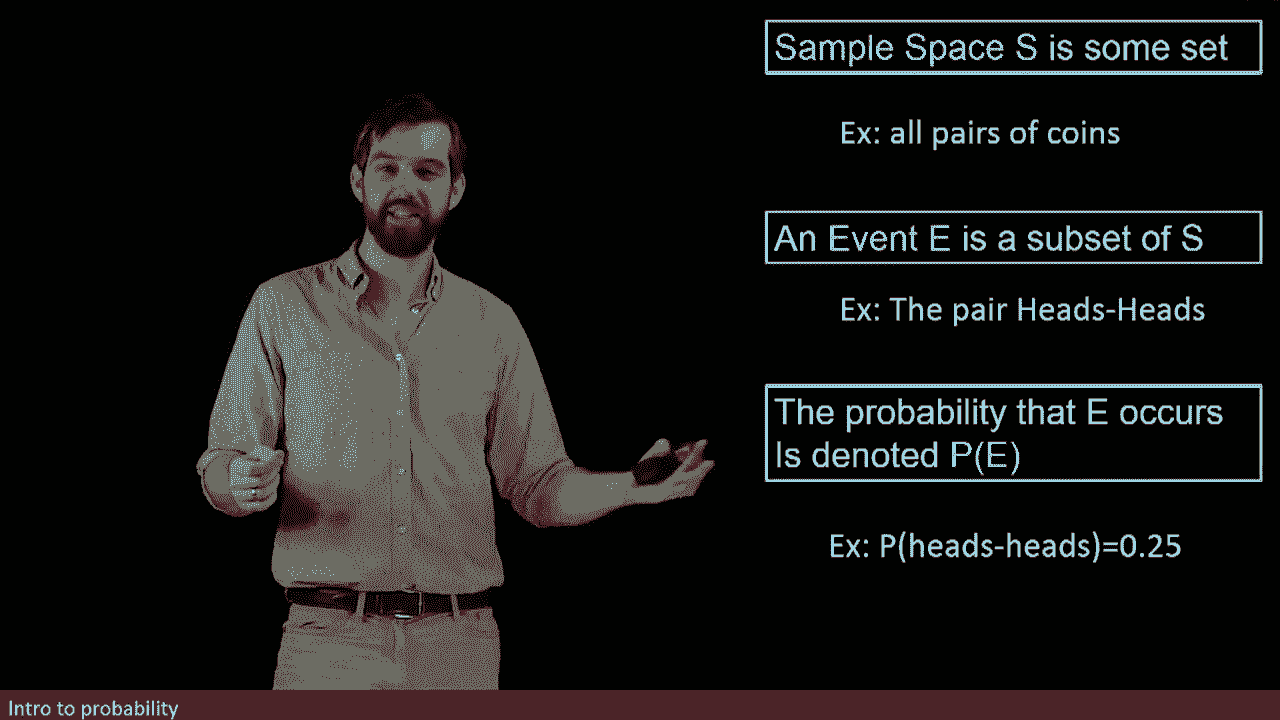 Sample Space S is some set
Ex: all pairs of coins
An Event E is a subset of S
Ex: The pair Heads-Heads
The probability that E occurs
Is denoted P(E)
Ex: P(heads-heads)=0.25
Intro to probability